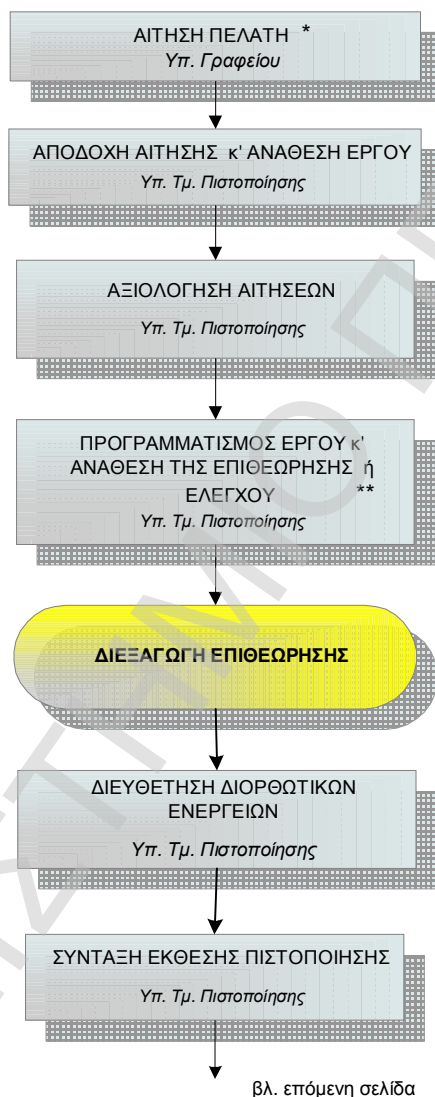 ΑΙΤΗΣΗ ΠΕΛΑΤΗ *
Υπ. Γραφείου
ΑΠΟΔΟΧΗ ΑΙΤΗΣΗΣ κ' ΑΝΑΘΕΣΗ ΕΡΓΟΥ
Υπ. Τμ. Πιστοποίησης
ΑΞΙΟΛΟΓΗΣΗ ΑΙΤΗΣΕΩΝ
Υπ. Τμ. Πιστοποίησης
ΠΡΟΓΡΑΜΜΑΤΙΣΜΟΣ ΕΡΓΟΥ κ'
ΑΝΑΘΕΣΗ ΤΗΣ ΕΠΙΘΕΩΡΗΣΗΣ ή
ΕΛΕΓΧΟΥ **
Υπ. Τμ. Πιστοποίησης
ΔΙΕΞΑΓΩΓΗ ΕΠΙΘΕΩΡΗΣΗΣ
ΔΙΕΥΘΕΤΗΣΗ ΔΙΟΡΘΩΤΙΚΩΝ
ΕΝΕΡΓΕΙΩΝ
Υπ. Τμ. Πιστοποίησης
ΣΥΝΤΑΞΗ ΕΚΘΕΣΗΣ ΠΙΣΤΟΠΟΙΗΣΗΣ
Υπ. Τμ. Πιστοποίησης
βλ. επόμενη σελίδα